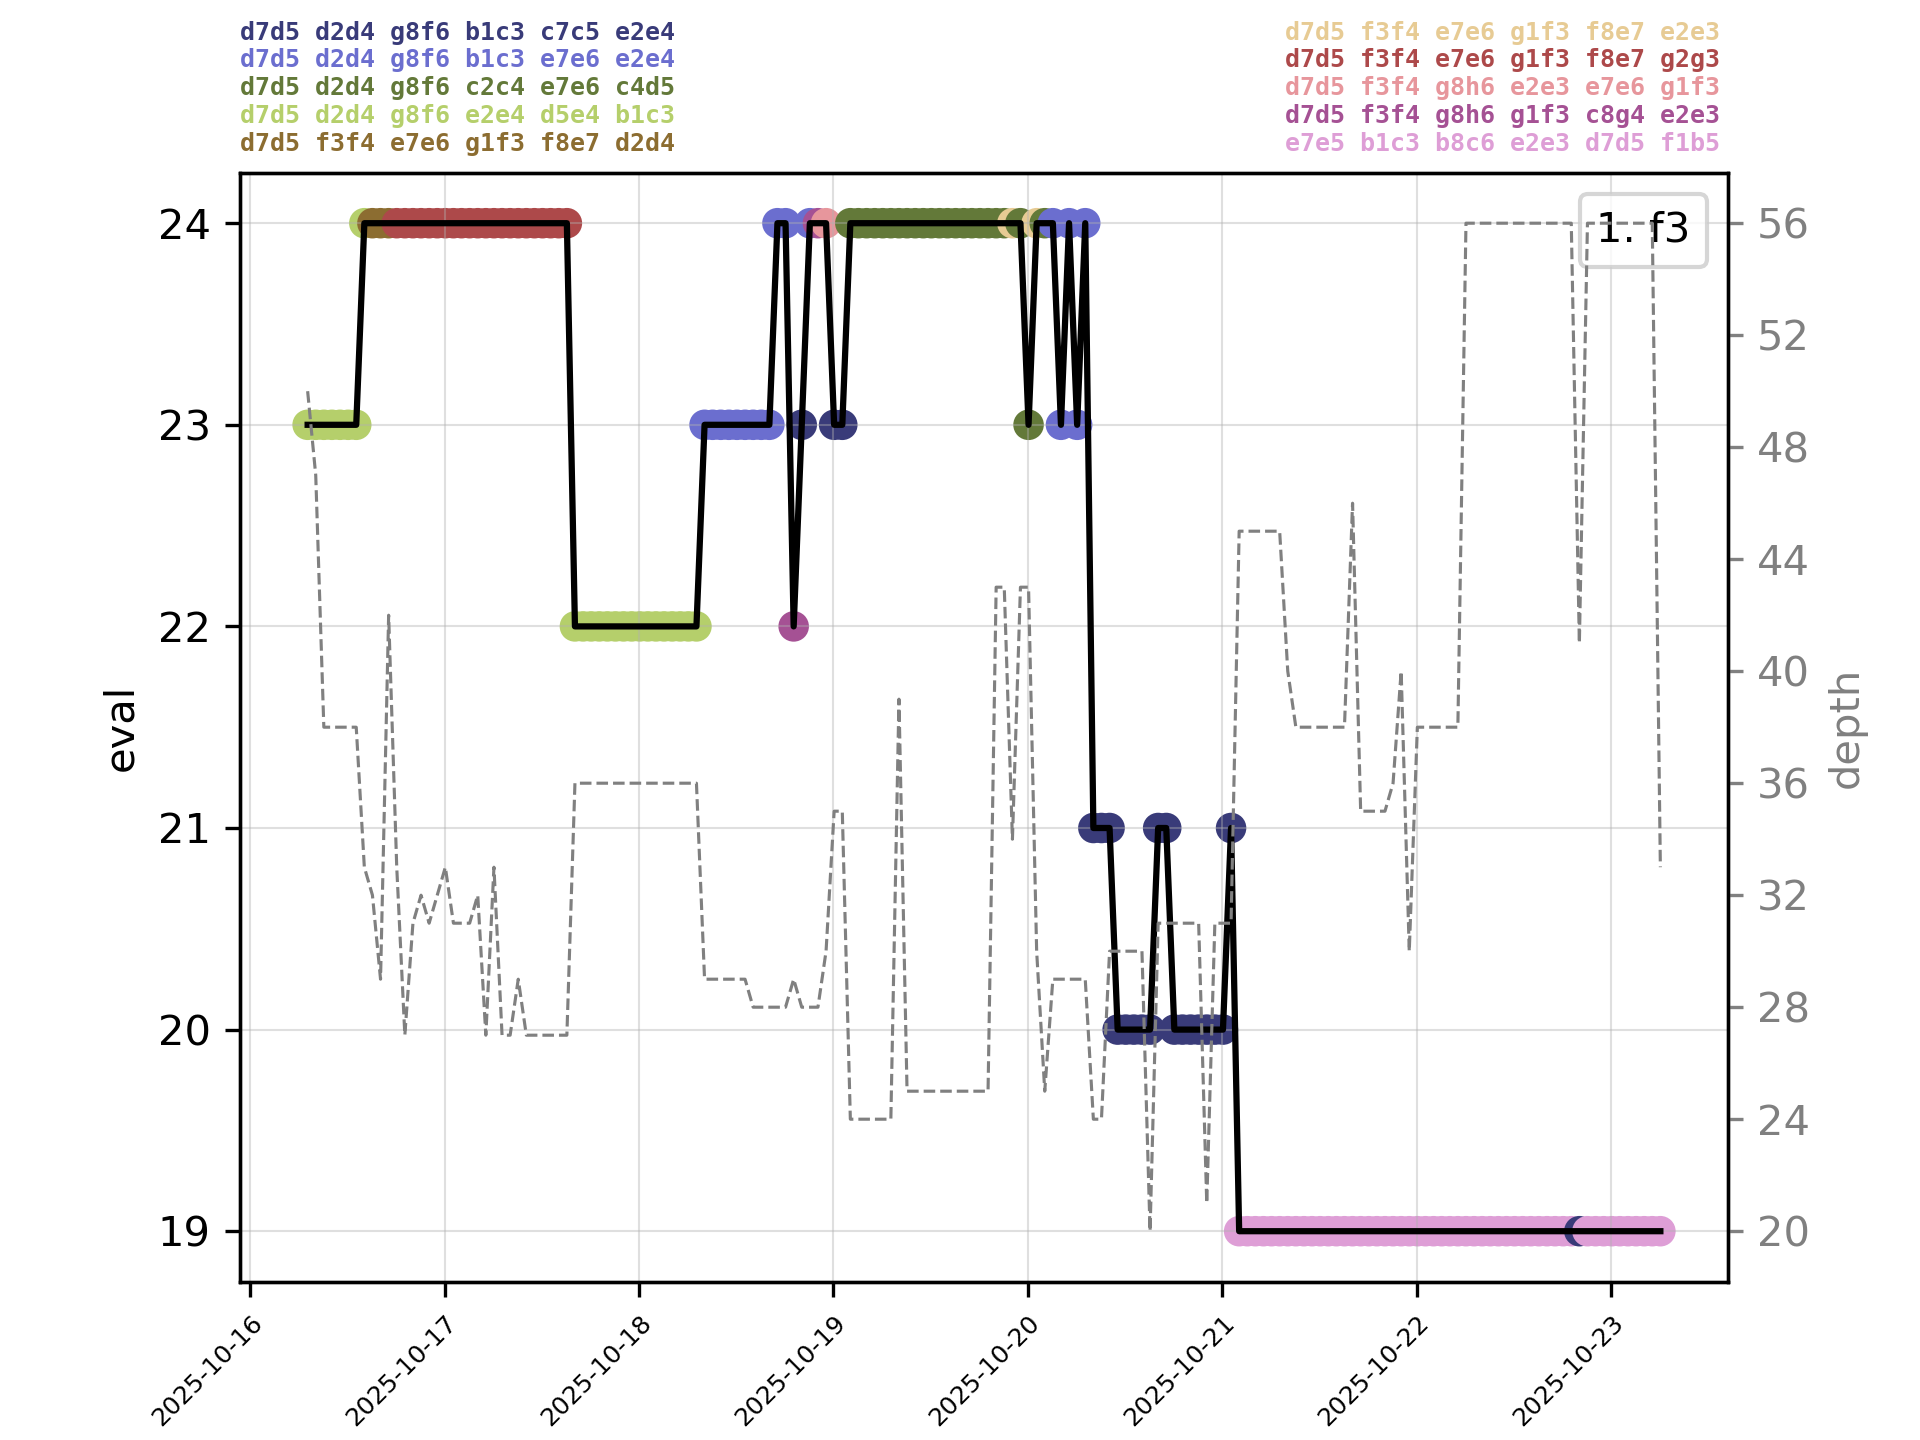 d7d5 d2d4 g8f6 b1c3 c7c5 e2e4
d7d5 d2d4 g8f6 b1c3 e7e6 e2e4
d7d5 d2d4 g8f6 c2c4 e7e6 c4d5
d7d5 d2d4 g8f6 e2e4 d5e4 b1c3
d7d5 f3f4 e7e6 g1f3 f8e7 d2d4
d7d5 f3f4 e7e6 g1f3 f8e7 e2e3
d7d5 f3f4 e7e6 g1f3 f8e7 g2g3
d7d5 f3f4 g8h6 e2e3 e7e6 g1f3
d7d5 f3f4 g8h6 g1f3 c8g4 e2e3
e7e5 b1c3 b8c6 e2e3 d7d5 f1b5
1. f3
eval
24
23
22
21
20
19
depth
56
52
48
44
40
36
32
28
24
20
2025-10-16
2025-10-17
2025-10-18
2025-10-19
2025-10-20
2025-10-21
2025-10-22
2025-10-23